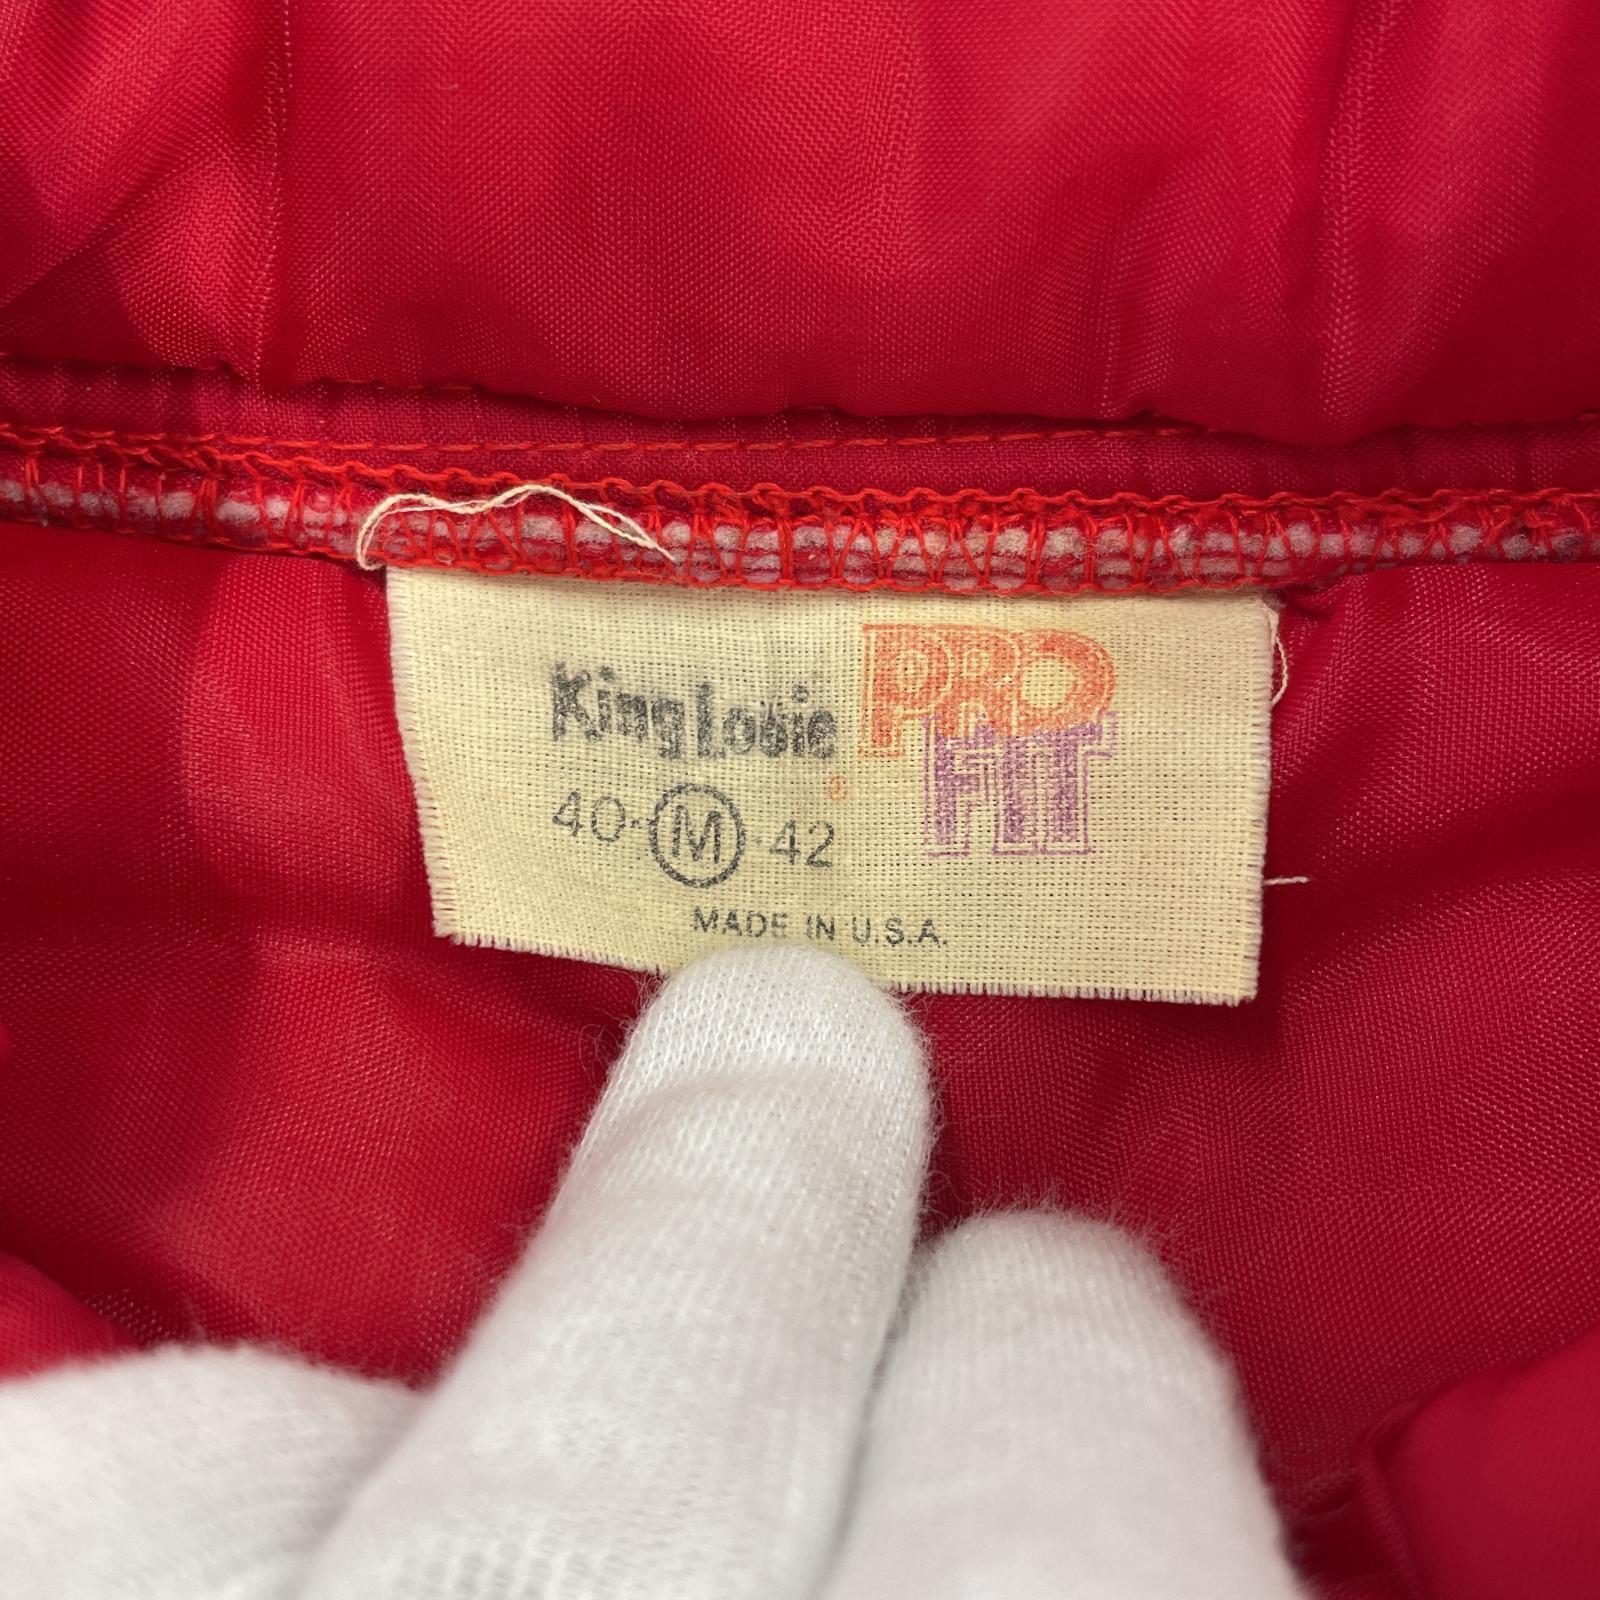 King Louie
PRO
FIT
®
40-M-42
MADE IN U.S.A.